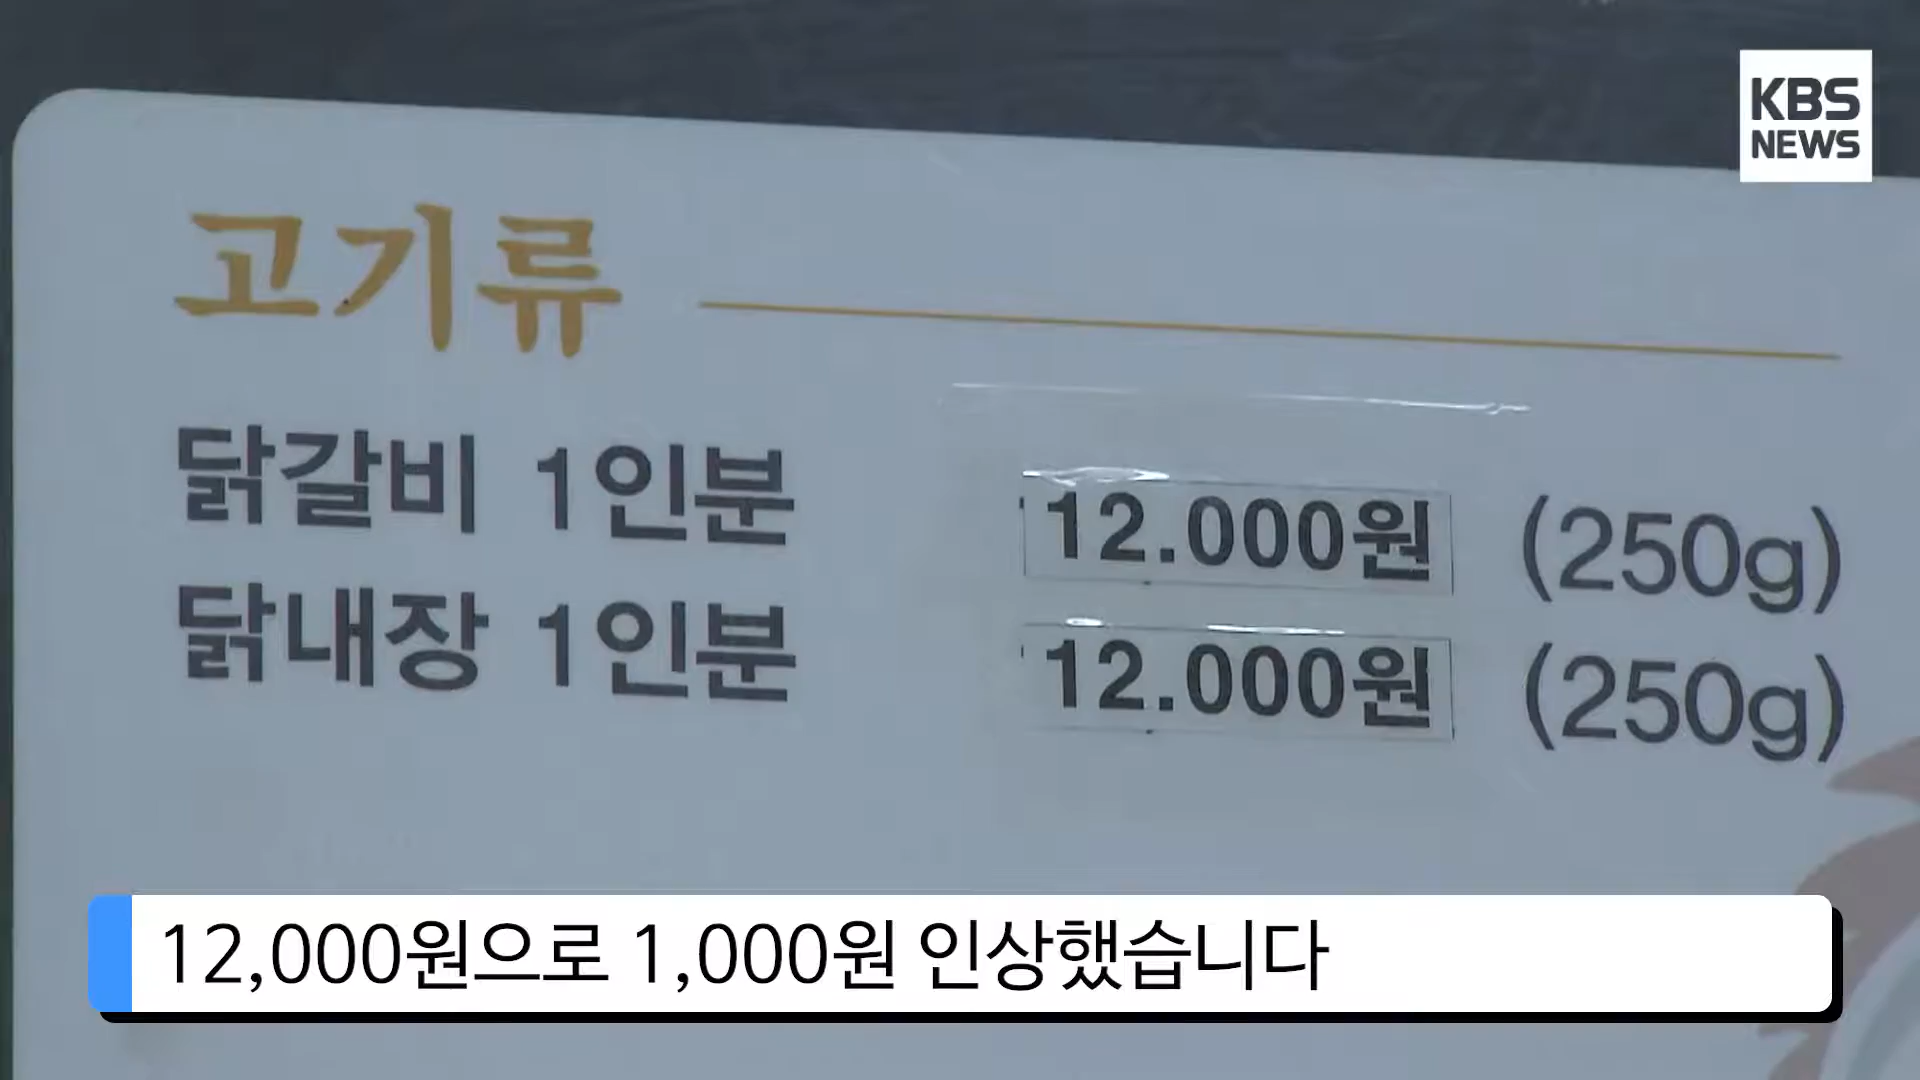 KBS
NEWS
고기류
닭갈비 1인분 12.000원 (250g)
닭내장 1인분 12.000원 (250g)
12,000원으로 1,000원 인상했습니다